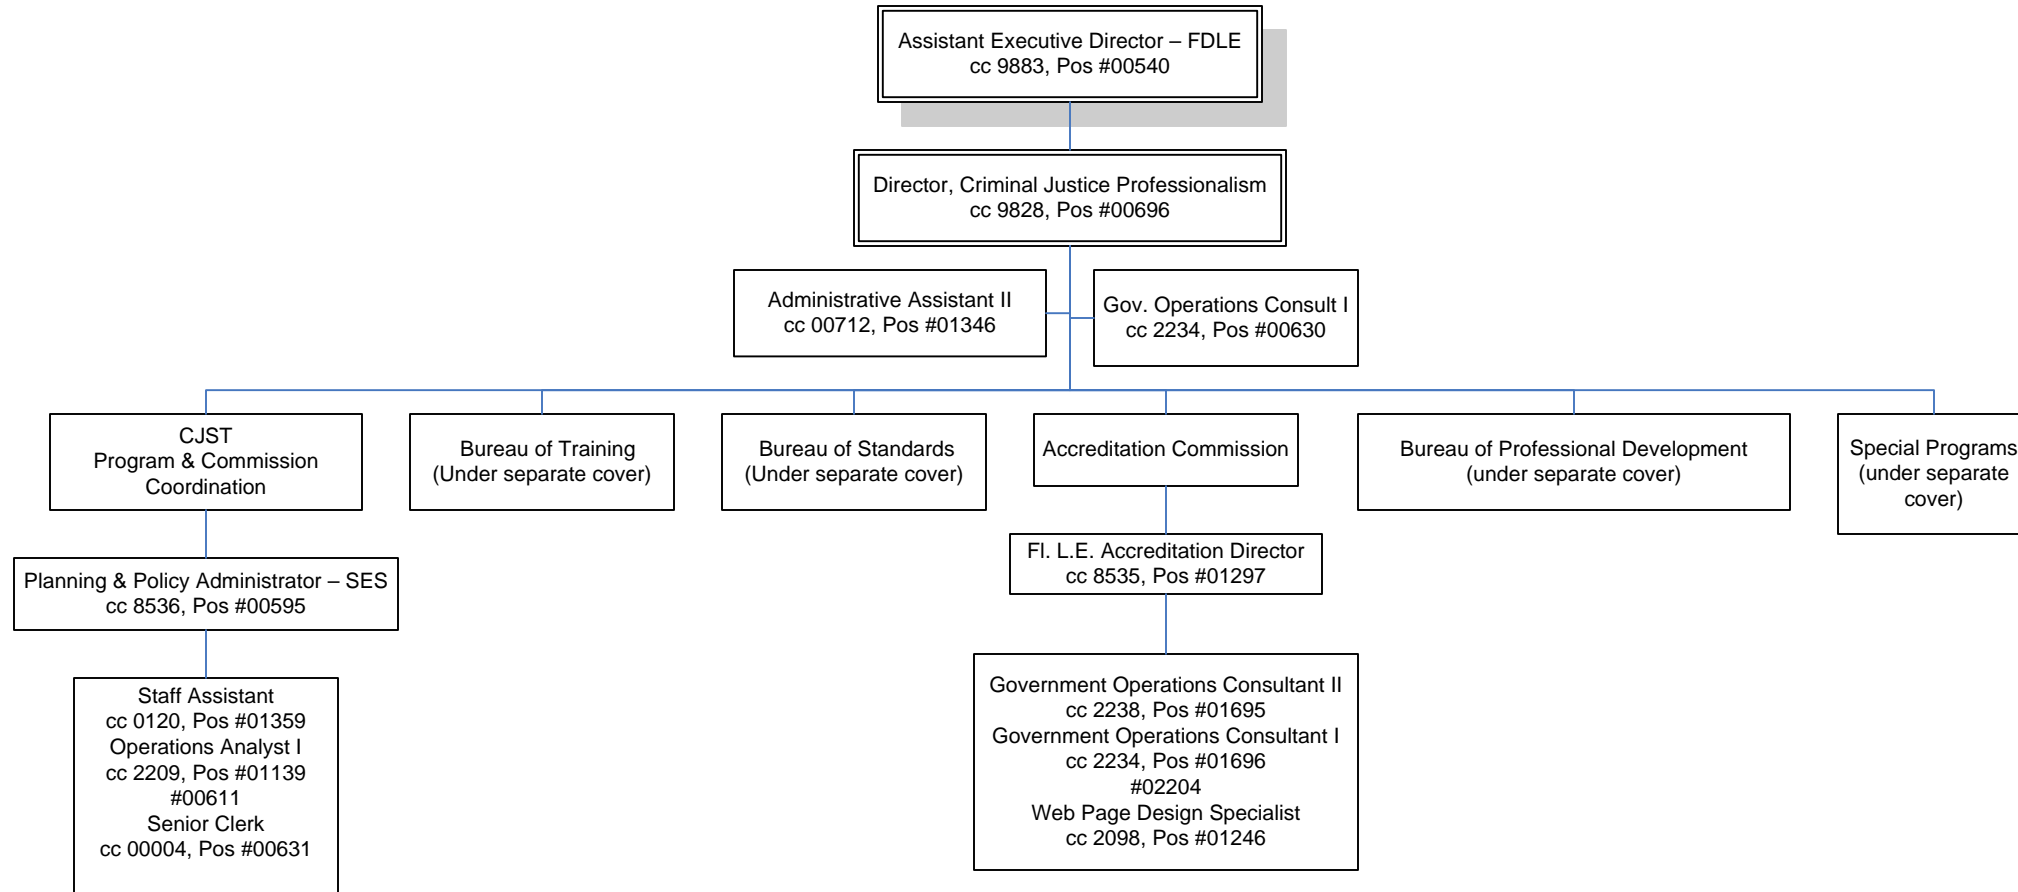 Assistant Executive Director – FDLE
cc 9883, Pos #00540
Director, Criminal Justice Professionalism
cc 9828, Pos #00696
Administrative Assistant II
cc 00712, Pos #01346
Gov. Operations Consult I
cc 2234, Pos #00630
CJST
Program & Commission
Coordination
Bureau of Training
(Under separate cover)
Bureau of Standards
(Under separate cover)
Accreditation Commission
Bureau of Professional Development
(under separate cover)
Special Programs
(under separate
cover)
Planning & Policy Administrator – SES
cc 8536, Pos #00595
Fl. L.E. Accreditation Director
cc 8535, Pos #01297
Staff Assistant
cc 0120, Pos #01359
Operations Analyst I
cc 2209, Pos #01139
#00611
Senior Clerk
cc 00004, Pos #00631
Government Operations Consultant II
cc 2238, Pos #01695
Government Operations Consultant I
cc 2234, Pos #01696
#02204
Web Page Design Specialist
cc 2098, Pos #01246